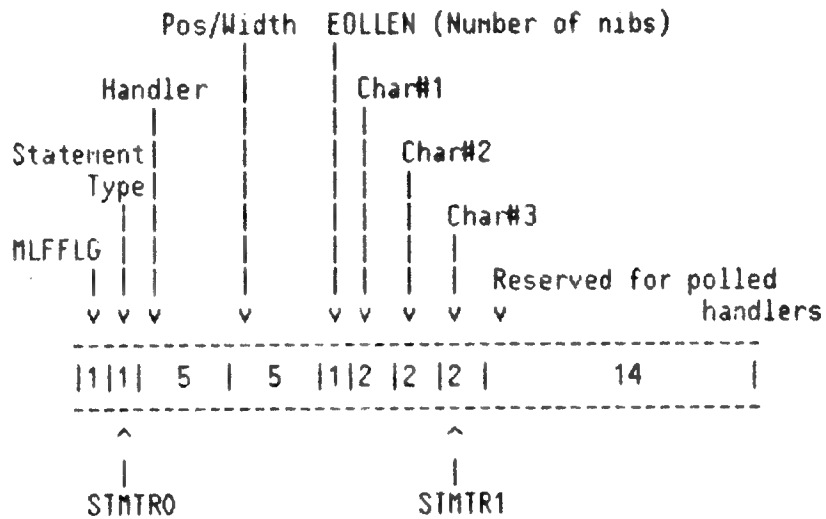 Pos/Width EOLLEN (Number of nibs)
Handler Char#1
Statement Char#2
Type Char#3
MLFFLG Reserved for polled
handlers
|1|1| 5 | 5 |1|2 |2 |2 | 14 |
STMTR0 STMTR1